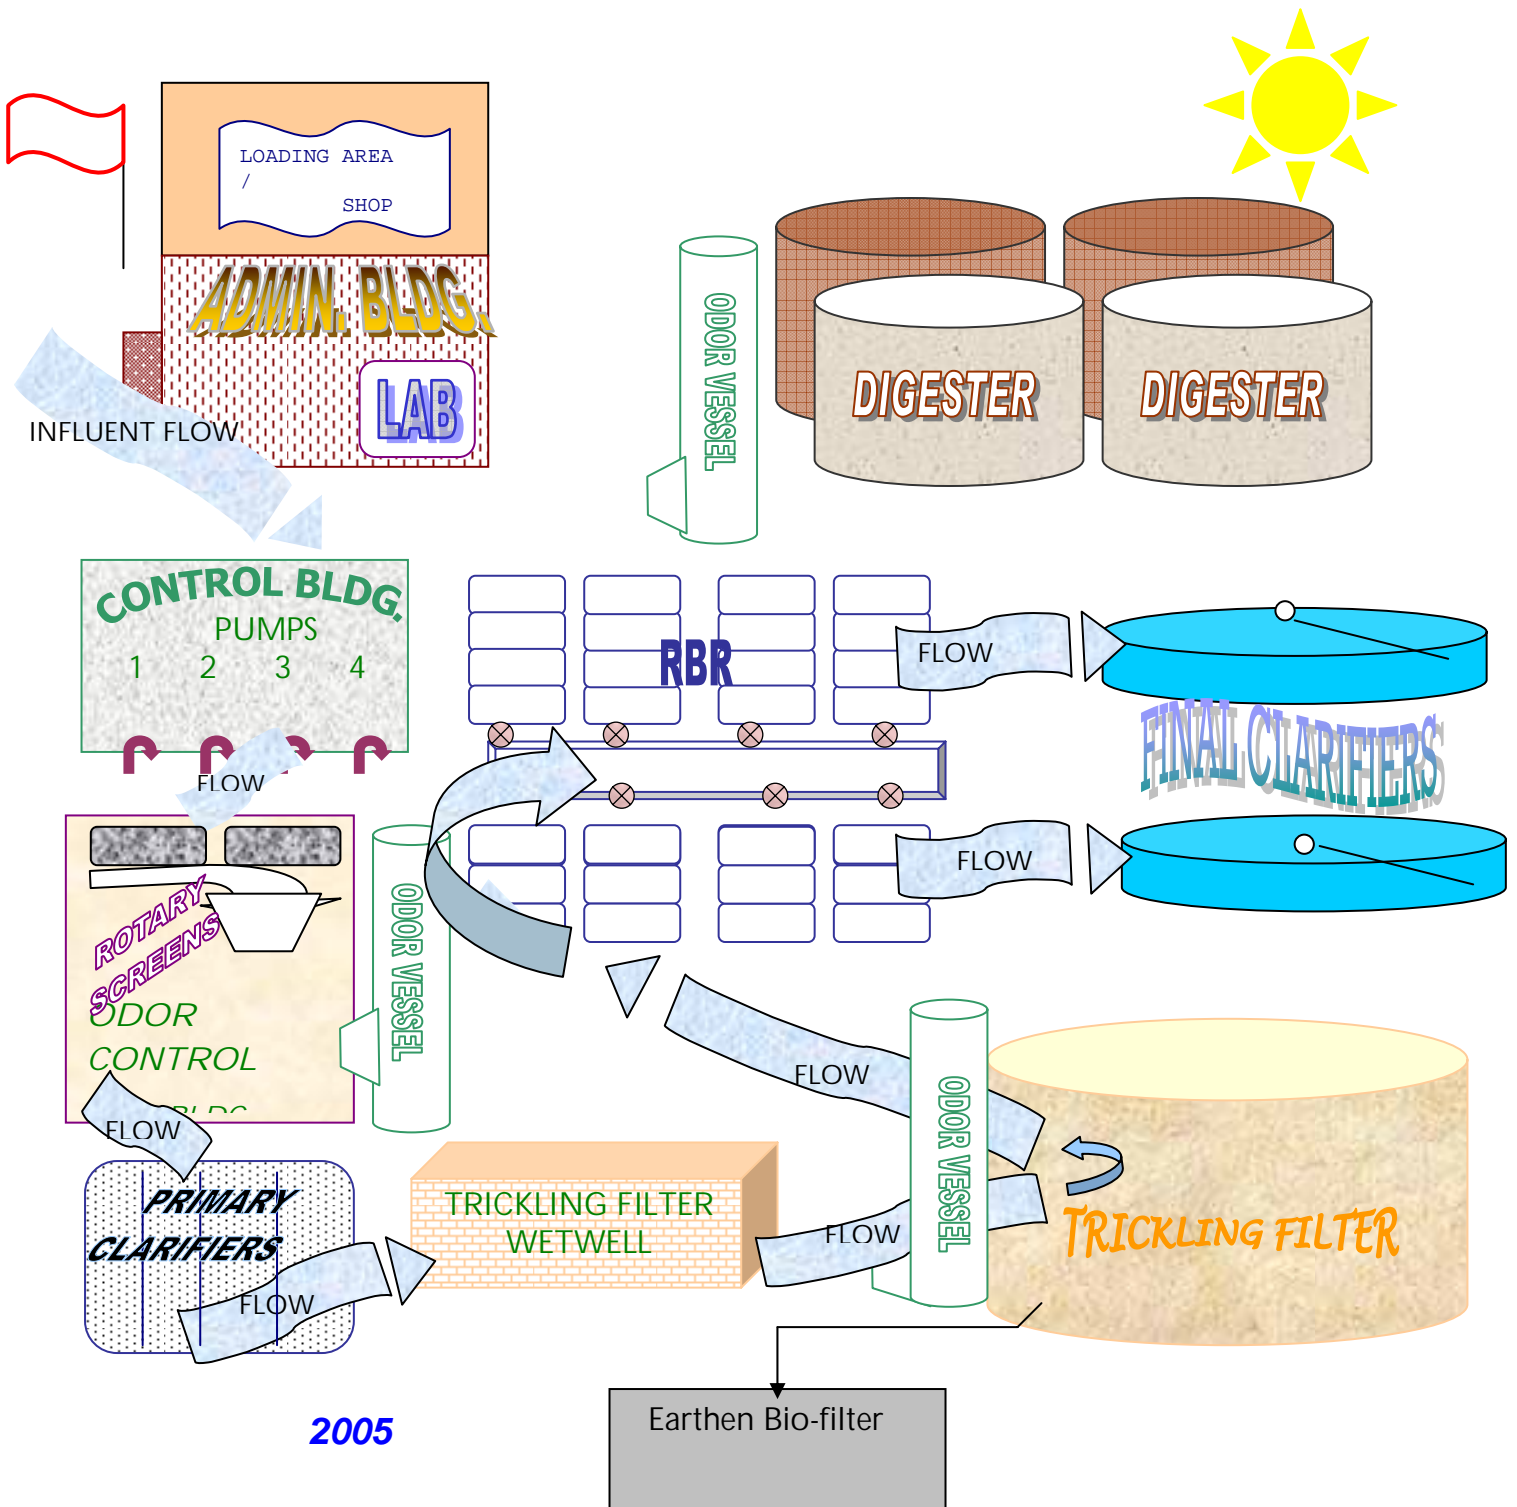 LOADING AREA
/
SHOP
ADMIN. BLDG.
LAB
INFLUENT FLOW
ODOR VESSEL
DIGESTER
DIGESTER
CONTROL BLDG.
PUMPS
1 2 3 4
FLOW
RBR
FLOW
FINAL CLARIFIERS
FLOW
ROTARY
SCREENS
ODOR
CONTROL
BLDG
ODOR VESSEL
FLOW
PRIMARY
CLARIFIERS
FLOW
TRICKLING FILTER
WETWELL
FLOW
FLOW
ODOR VESSEL
TRICKLING FILTER
Earthen Bio-filter
2005